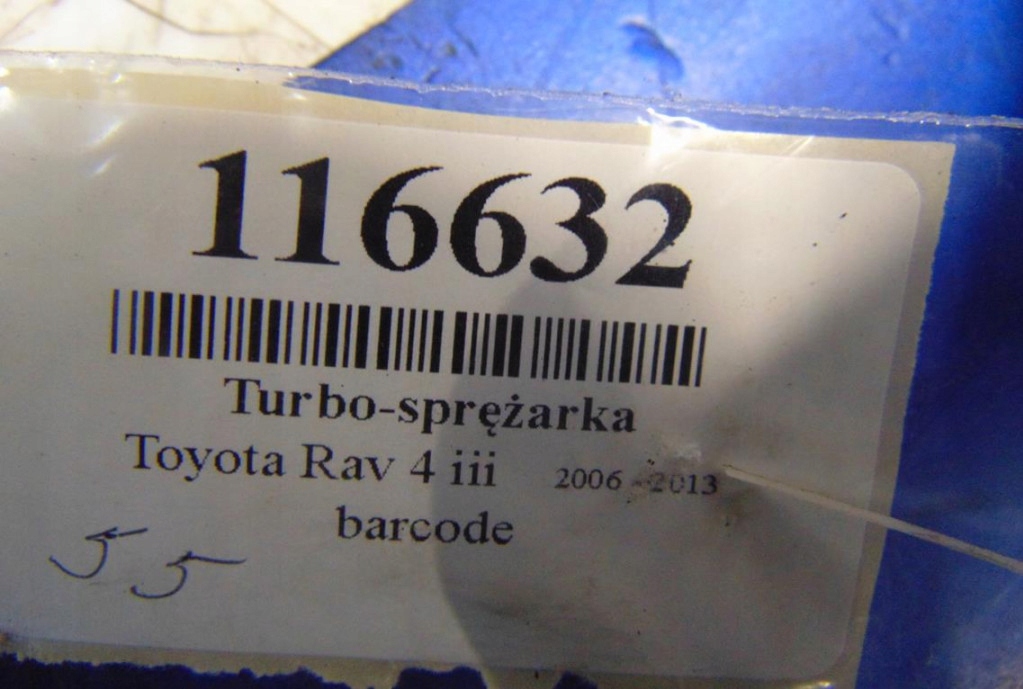 116632
Turbo-sprężarka
Toyota Rav 4 iii 2006 - 2013
barcode
55